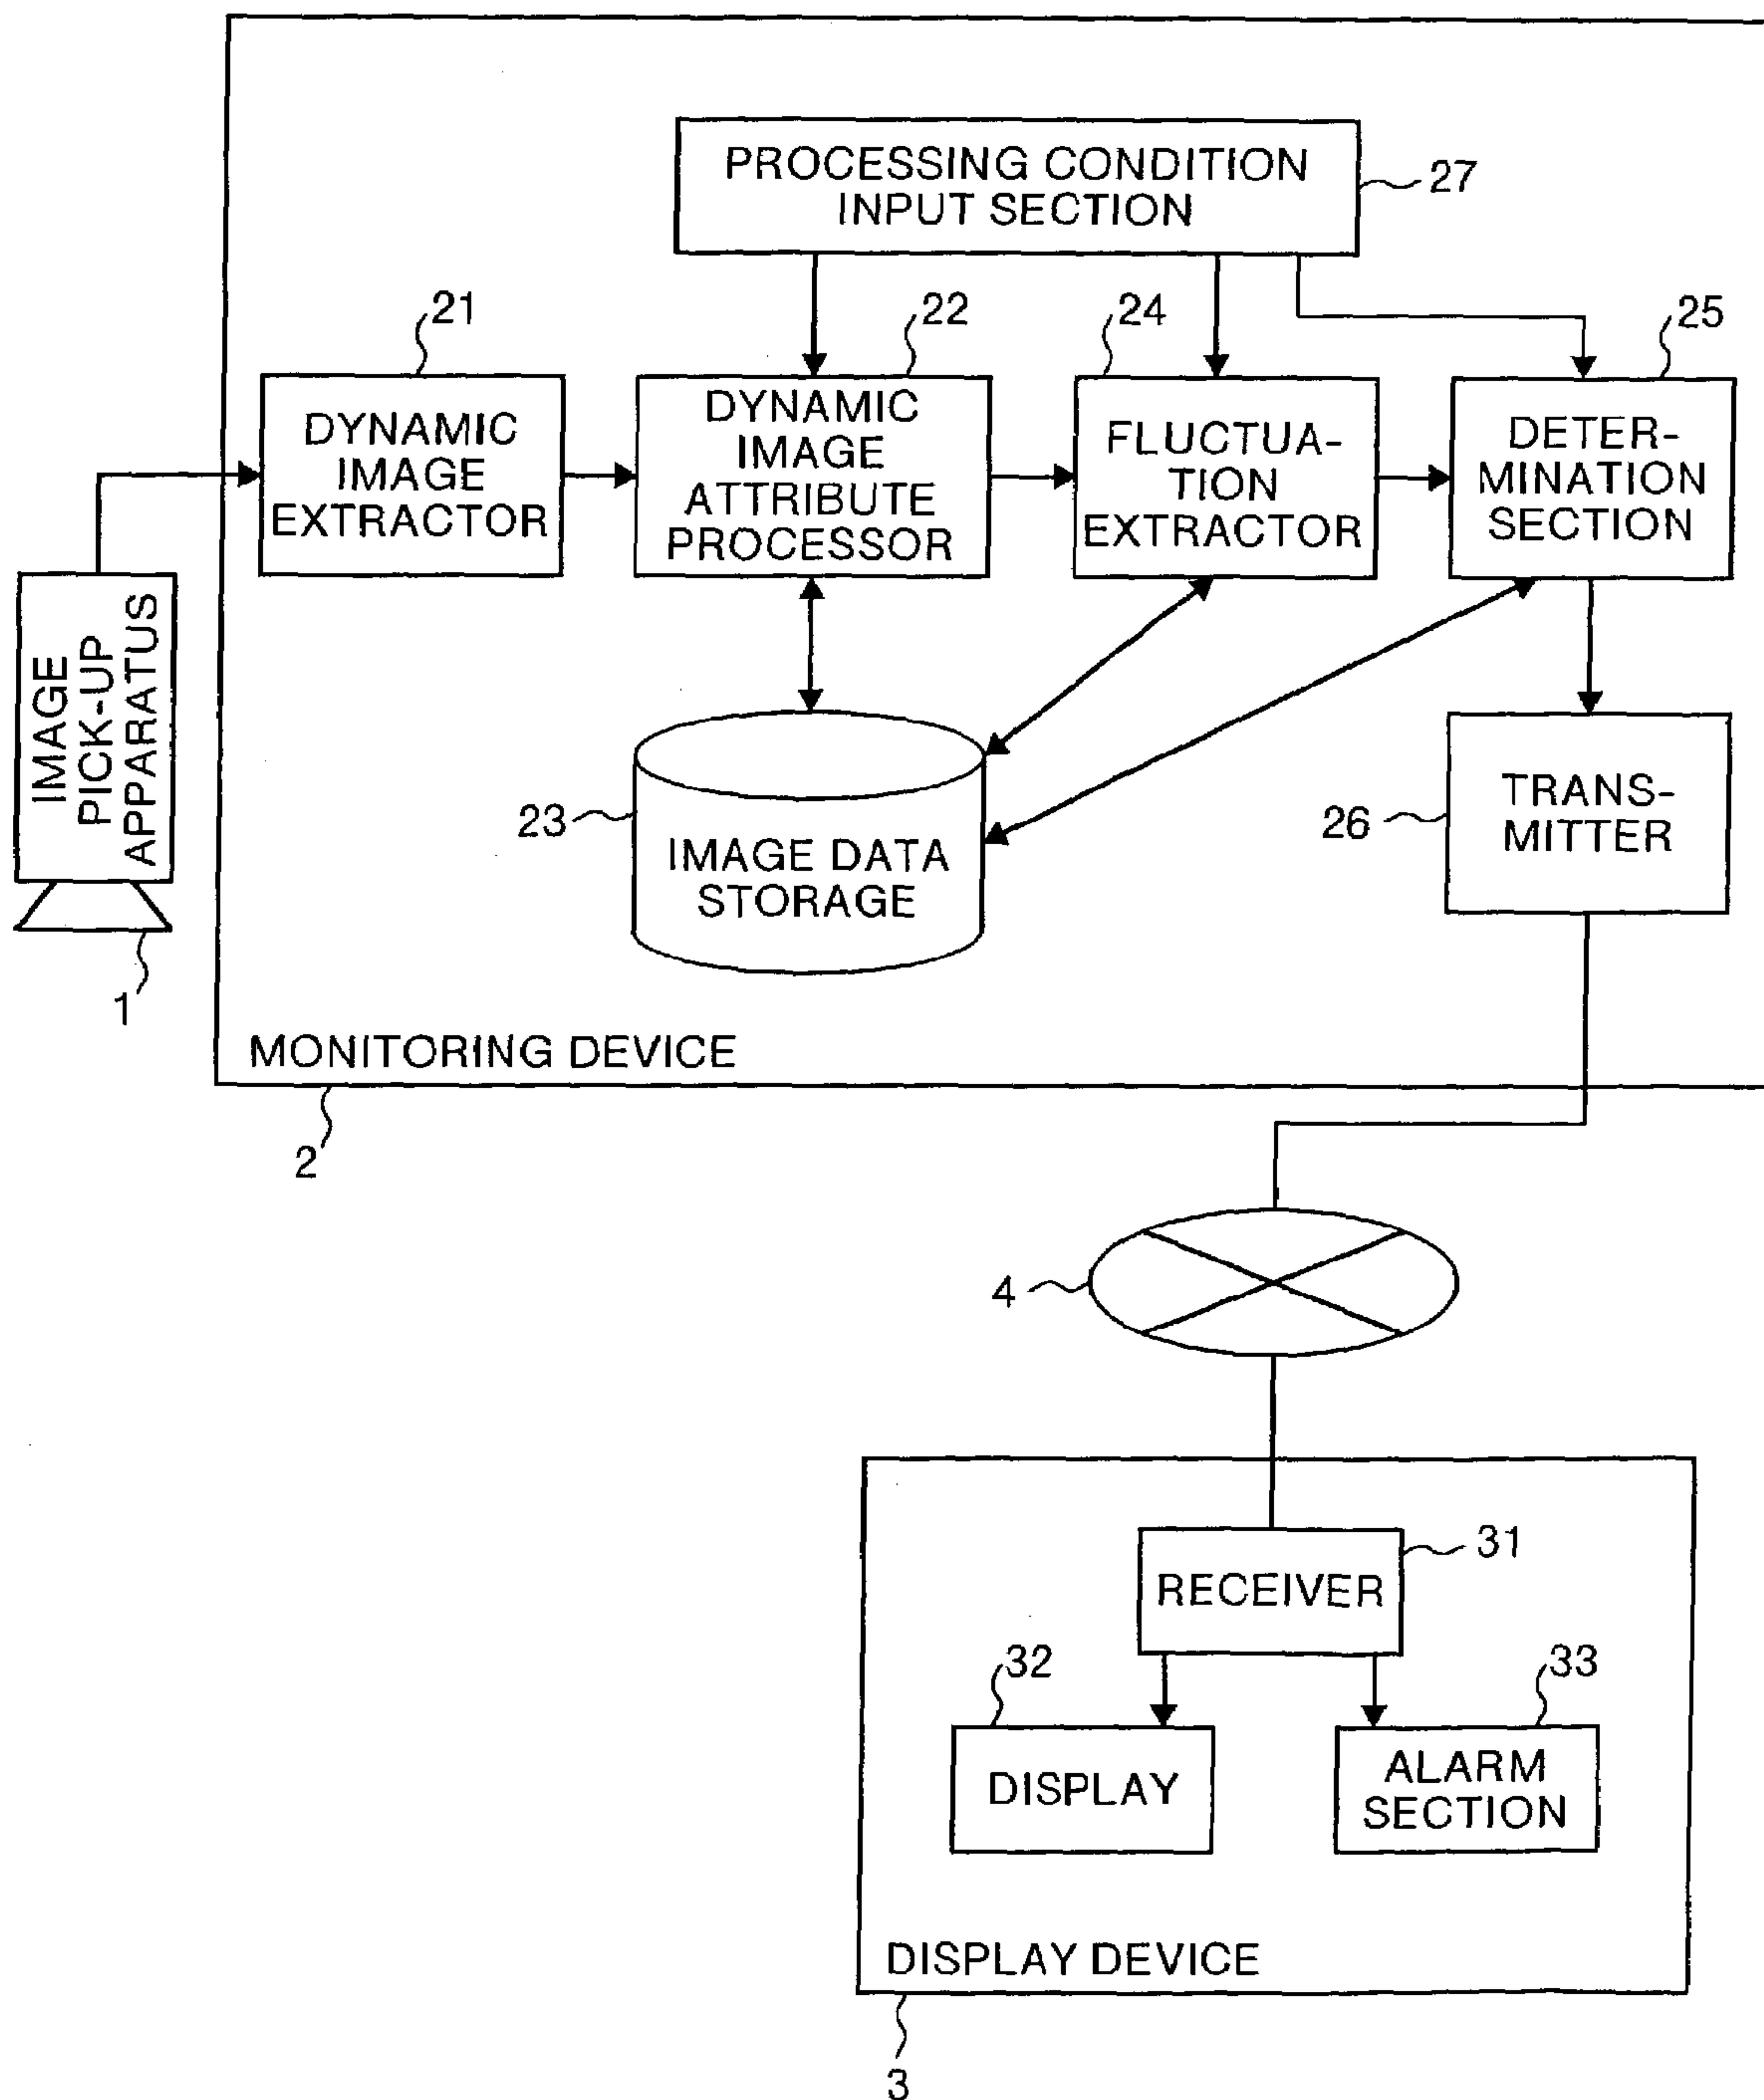 PROCESSING CONDITION
INPUT SECTION
27
21
22
24
25
DYNAMIC
IMAGE
EXTRACTOR
DYNAMIC
IMAGE
ATTRIBUTE
PROCESSOR
FLUCTUA-
TION
EXTRACTOR
DETER-
MINATION
SECTION
IMAGE
PICK-UP
APPARATUS
1
23
IMAGE DATA
STORAGE
26
TRANS-
MITTER
MONITORING DEVICE
2
4
31
RECEIVER
32
33
DISPLAY
ALARM
SECTION
DISPLAY DEVICE
3